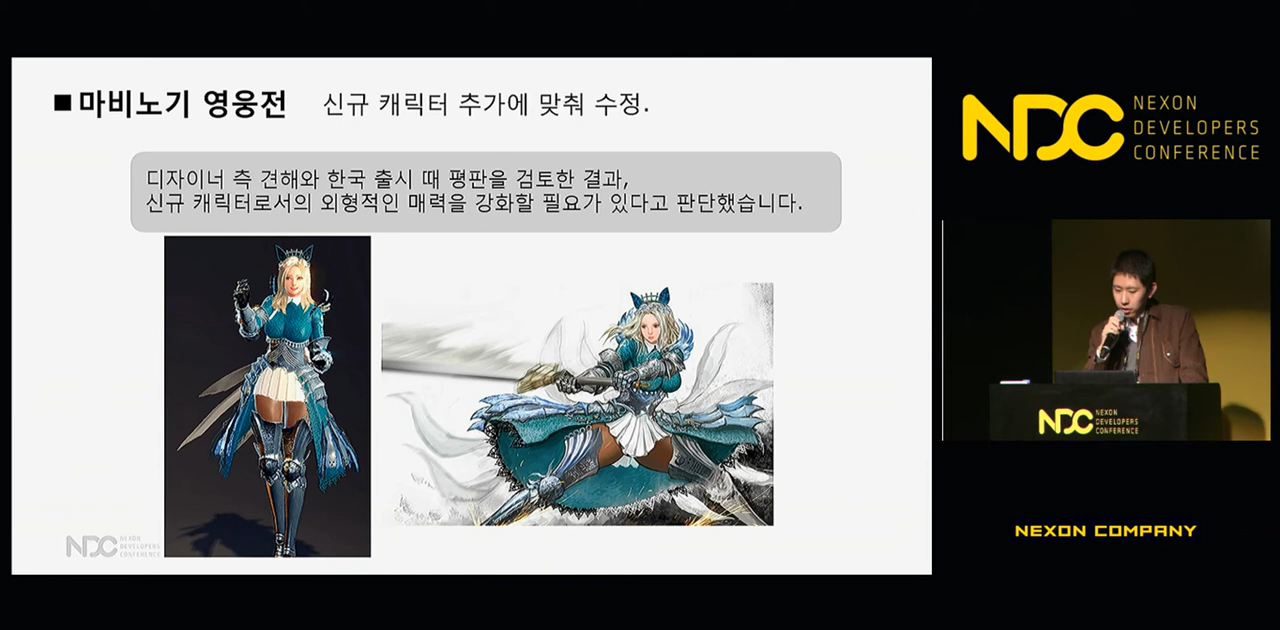 ■ 마비노기 영웅전 신규 캐릭터 추가에 맞춰 수정.
디자이너 측 견해와 한국 출시 때 평판을 검토한 결과,
신규 캐릭터로서의 외형적인 매력을 강화할 필요가 있다고 판단했습니다.
NDC
NEXON
DEVELOPERS
CONFERENCE
NDC
NEXON
DEVELOPERS
CONFERENCE
NDC
NEXON
DEVELOPERS
CONFERENCE
NEXON COMPANY